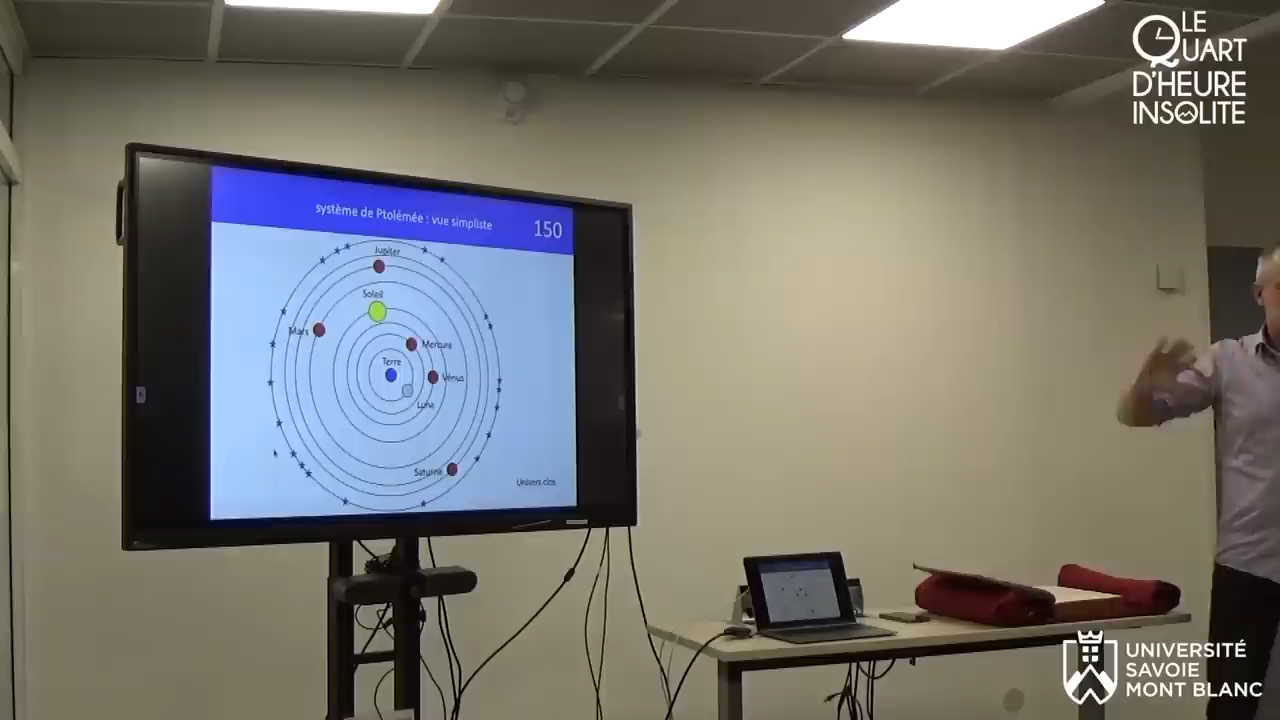 LE
QUART
D'HEURE
INSOLITE
système de Ptolémée : vue simpliste 150
Jupiter
Soleil
Mars
Mercure
Terre
Vénus
Lune
Saturne
Univers clos
UNIVERSITÉ
SAVOIE
MONT BLANC